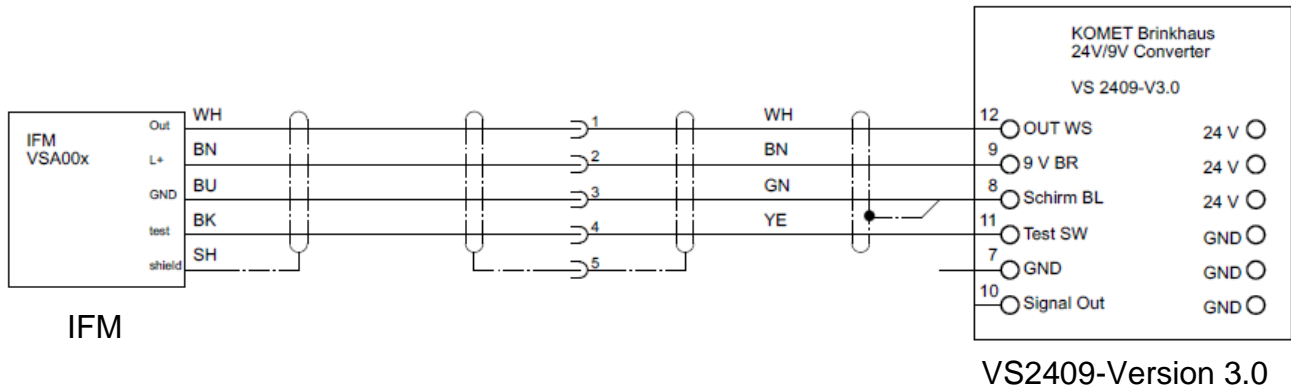 KOMET Brinkhaus
24V/9V Converter
VS 2409-V3.0
IFM
VSA00x
Out
WH
1
WH
12
OUT WS
24 V
L+
BN
2
BN
9
9 V BR
24 V
GND
BU
3
GN
8
Schirm BL
24 V
test
BK
4
YE
11
Test SW
GND
shield
SH
5
7
GND
GND
10
Signal Out
GND
IFM
VS2409-Version 3.0